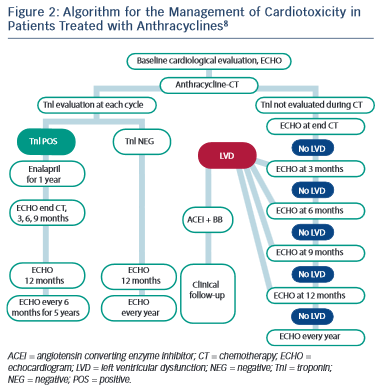 Figure 2: Algorithm for the Management of Cardiotoxicity in
Patients Treated with Anthracyclines8
Baseline cardiological evaluation, ECHO
Anthracycline-CT
TnI evaluation at each cycle
TnI not evaluated during CT
TnI POS
TnI NEG
LVD
ECHO at end CT
No LVD
Enalapril
for 1 year
ECHO at 3 months
No LVD
ECHO end CT,
3, 6, 9 months
ACEI + BB
ECHO at 6 months
No LVD
ECHO at 9 months
No LVD
ECHO
12 months
ECHO
12 months
Clinical
follow-up
ECHO at 12 months
No LVD
ECHO every 6
months for 5 years
ECHO
every year
ECHO every year
ACEI = angiotensin converting enzyme inhibitor; CT = chemotherapy; ECHO =
echocardiogram; LVD = left ventricular dysfunction; NEG = negative; TnI = troponin;
NEG = negative; POS = positive.